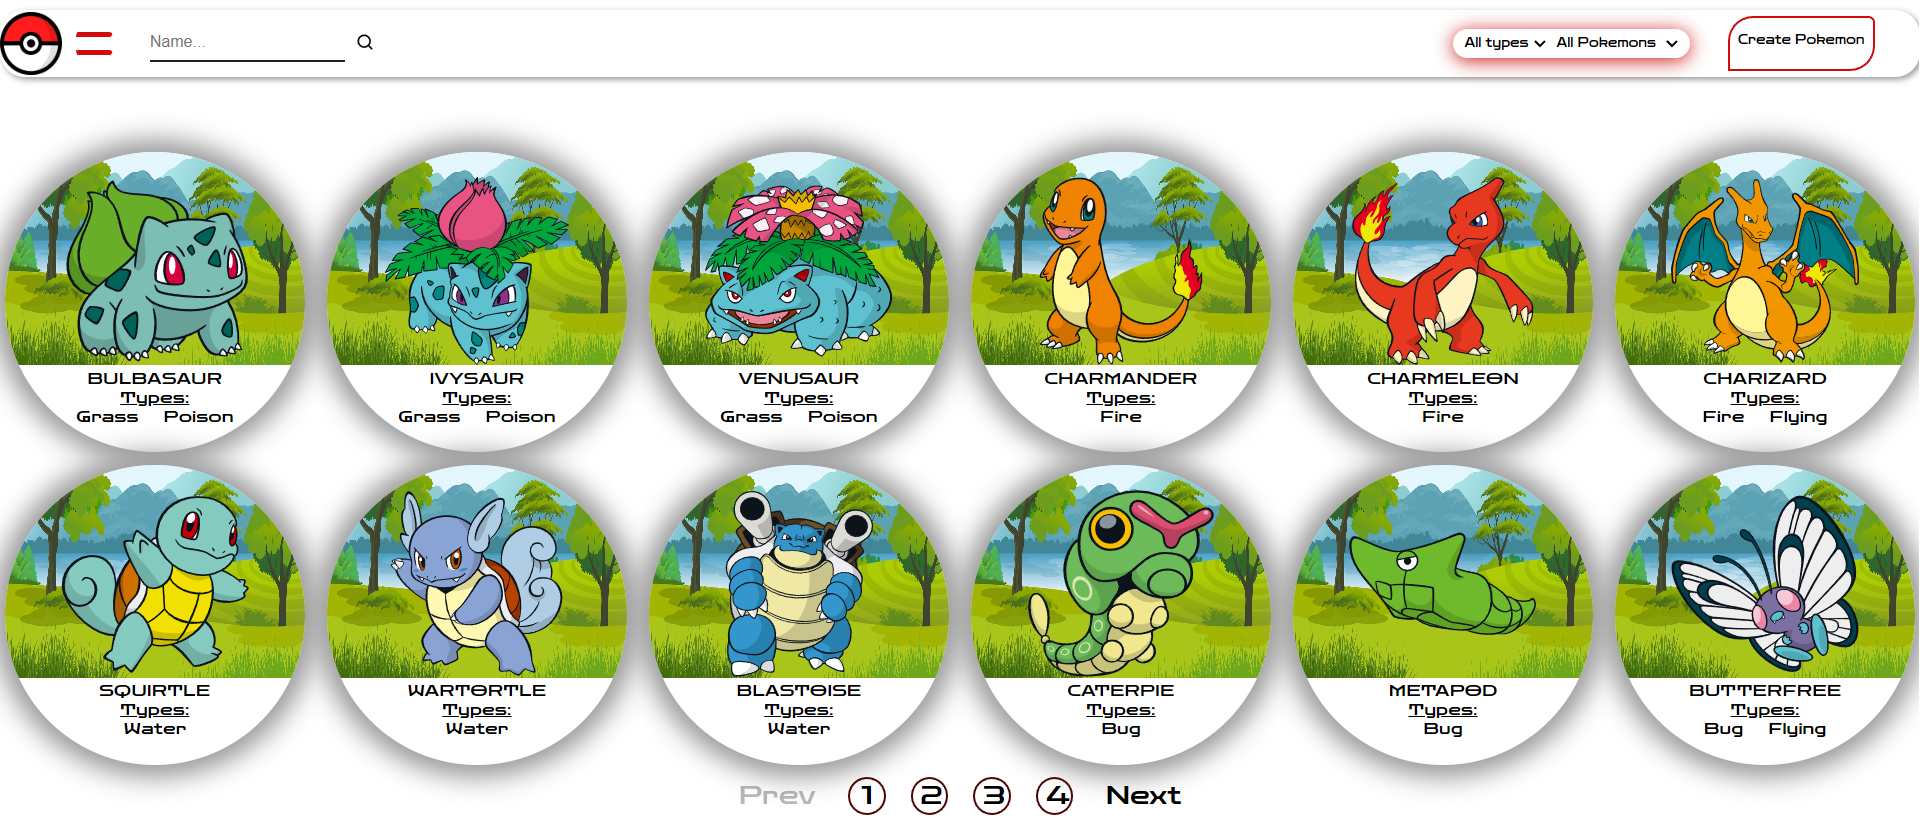 Name...
All types All Pokemons
Create Pokemon
BULBASAUR
Types:
Grass Poison
IVYSAUR
Types:
Grass Poison
VENUSAUR
Types:
Grass Poison
CHARMANDER
Types:
Fire
CHARMELEON
Types:
Fire
CHARIZARD
Types:
Fire Flying
SQUIRTLE
Types:
Water
WARTORTLE
Types:
Water
BLASTOISE
Types:
Water
CATERPIE
Types:
Bug
METAPOD
Types:
Bug
BUTTERFREE
Types:
Bug Flying
Prev 1 2 3 4 Next